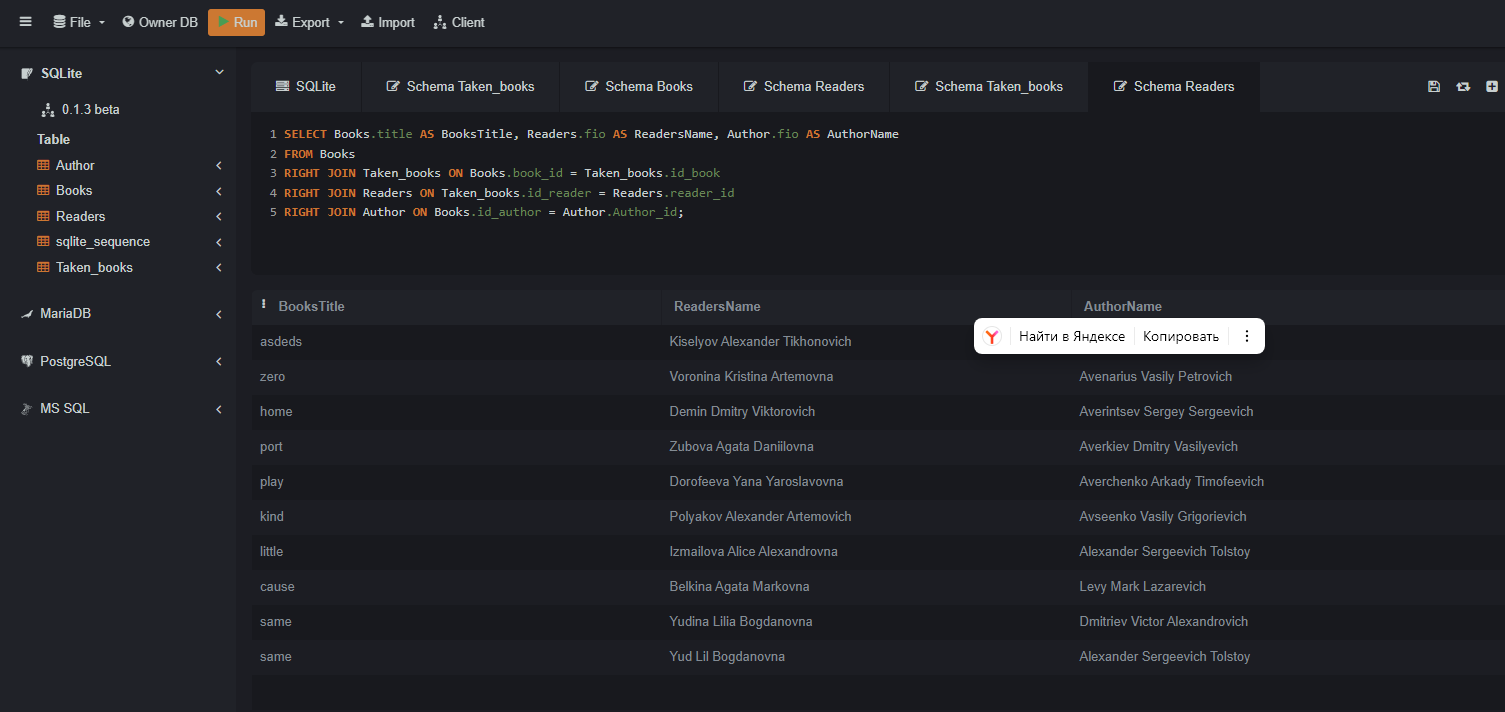 File Owner DB Run Export Import Client
SQLite
0.1.3 beta
Table
Author
Books
Readers
sqlite_sequence
Taken_books
MariaDB
PostgreSQL
MS SQL
SQLite Schema Taken_books Schema Books Schema Readers Schema Taken_books Schema Readers
1 SELECT Books.title AS BooksTitle, Readers.fio AS ReadersName, Author.fio AS AuthorName
2 FROM Books
3 RIGHT JOIN Taken_books ON Books.book_id = Taken_books.id_book
4 RIGHT JOIN Readers ON Taken_books.id_reader = Readers.reader_id
5 RIGHT JOIN Author ON Books.id_author = Author.Author_id;
BooksTitle ReadersName AuthorName
Найти в Яндексе Копировать
asdeds Kiselyov Alexander Tikhonovich
zero Voronina Kristina Artemovna Avenarius Vasily Petrovich
home Demin Dmitry Viktorovich Averintsev Sergey Sergeevich
port Zubova Agata Daniilovna Averkiev Dmitry Vasilyevich
play Dorofeeva Yana Yaroslavovna Averchenko Arkady Timofeevich
kind Polyakov Alexander Artemovich Avseenko Vasily Grigorievich
little Izmailova Alice Alexandrovna Alexander Sergeevich Tolstoy
cause Belkina Agata Markovna Levy Mark Lazarevich
same Yudina Lilia Bogdanovna Dmitriev Victor Alexandrovich
same Yud Lil Bogdanovna Alexander Sergeevich Tolstoy